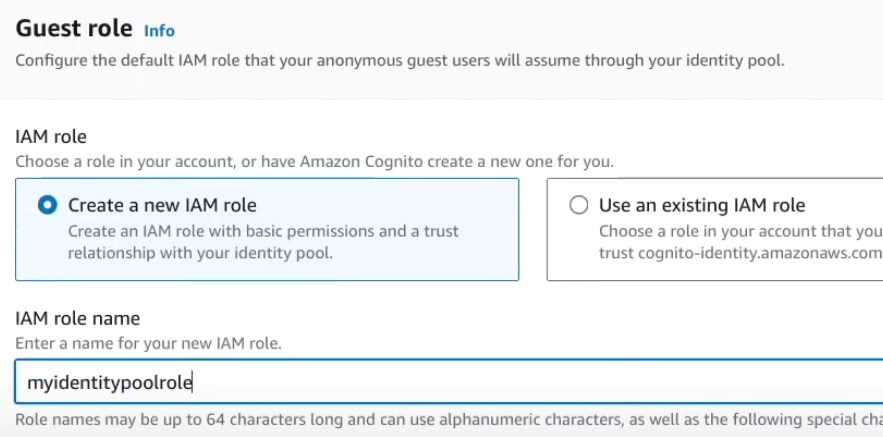 Guest role Info
Configure the default IAM role that your anonymous guest users will assume through your identity pool.
IAM role
Choose a role in your account, or have Amazon Cognito create a new one for you.
Create a new IAM role
Create an IAM role with basic permissions and a trust
relationship with your identity pool.
Use an existing IAM role
Choose a role in your account that you
trust cognito-identity.amazonaws.com
IAM role name
Enter a name for your new IAM role.
myidentitypoolrole
Role names may be up to 64 characters long and can use alphanumeric characters, as well as the following special cha